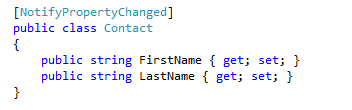 [NotifyPropertyChanged]
public class Contact
{
    public string FirstName { get; set; }
    public string LastName { get; set; }
}